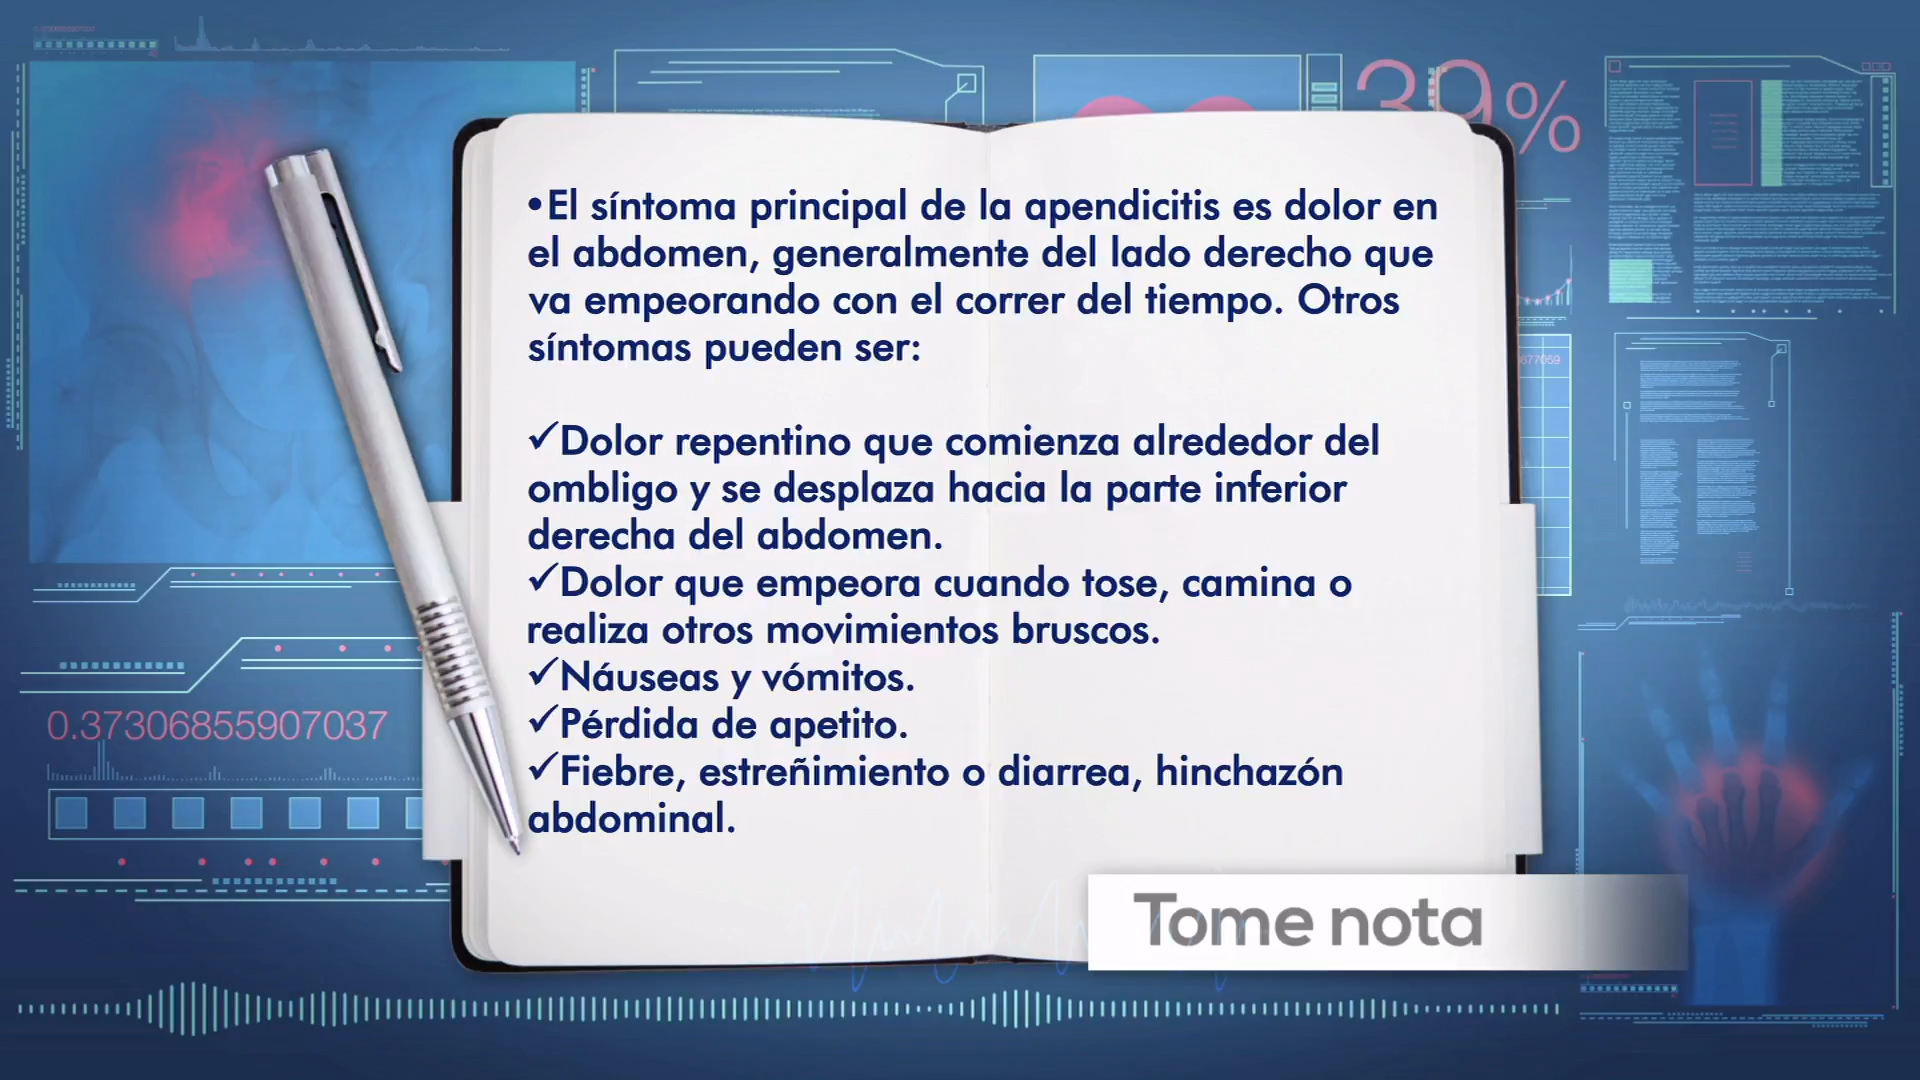 39%
•El síntoma principal de la apendicitis es dolor en
el abdomen, generalmente del lado derecho que
va empeorando con el correr del tiempo. Otros
síntomas pueden ser:
✓Dolor repentino que comienza alrededor del
ombligo y se desplaza hacia la parte inferior
derecha del abdomen.
✓Dolor que empeora cuando tose, camina o
realiza otros movimientos bruscos.
✓Náuseas y vómitos.
✓Pérdida de apetito.
✓Fiebre, estreñimiento o diarrea, hinchazón
abdominal.
0.37306855907037
Tome nota